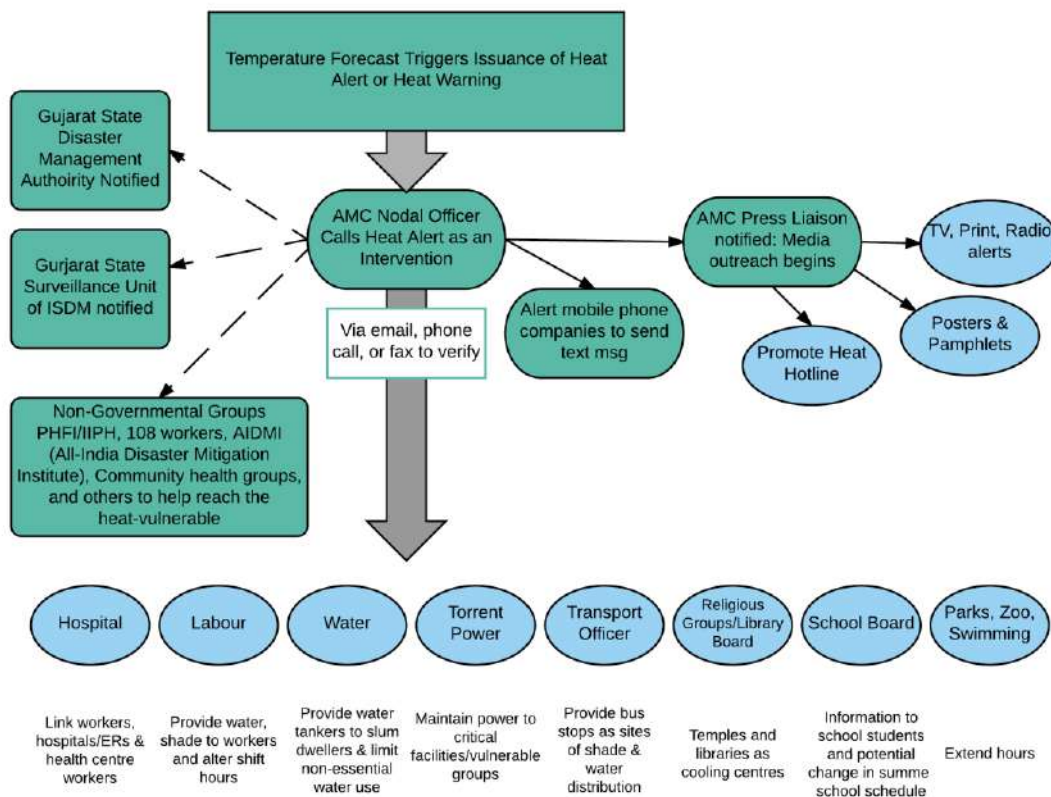 Temperature Forecast Triggers Issuance of Heat
Alert or Heat Warning
Gujarat State
Disaster
Management
Authoirity Notified
AMC Nodal Officer
Calls Heat Alert as an
Intervention
AMC Press Liaison
notified: Media
outreach begins
TV, Print, Radio
alerts
Gurjarat State
Surveillance Unit
of ISDM notified
Via email, phone
call, or fax to verify
Alert mobile phone
companies to send
text msg
Promote Heat
Hotline
Posters &
Pamphlets
Non-Governmental Groups
PHFI/IIPH, 108 workers, AIDMI
(All-India Disaster Mitigation
Institute), Community health groups,
and others to help reach the
heat-vulnerable
Hospital
Labour
Water
Torrent
Power
Transport
Officer
Religious
Groups/Library
Board
School Board
Parks, Zoo,
Swimming
Link workers,
hospitals/ERs &
health centre
workers
Provide water,
shade to workers
and alter shift
hours
Provide water
tankers to slum
dwellers & limit
non-essential
water use
Maintain power to
critical
facilities/vulnerable
groups
Provide bus
stops as sites
of shade &
water
distribution
Temples and
libraries as
cooling centres
Information to
school students
and potential
change in summe
school schedule
Extend hours